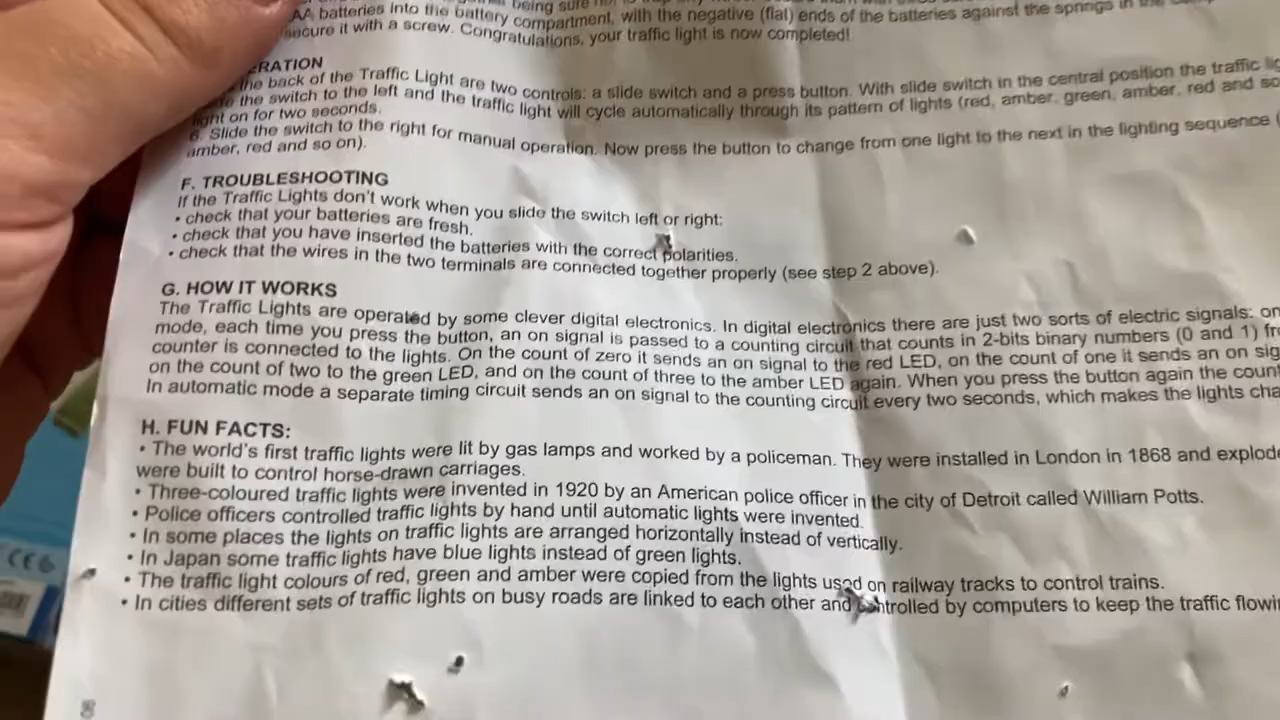 being sure
AA batteries into the battery compartment, with the negative (flat) ends of the batteries against the springs in the
secure it with a screw. Congratulations, your traffic light is now completed!
ERATION
the back of the Traffic Light are two controls: a slide switch and a press button. With slide switch in the central position the traffic
the switch to the left and the traffic light will cycle automatically through its pattern of lights (red, amber, green, amber, red and so
light on for two seconds.
6. Slide the switch to the right for manual operation. Now press the button to change from one light to the next in the lighting sequence (
amber, red and so on).
F. TROUBLESHOOTING
If the Traffic Lights don't work when you slide the switch left or right:
• check that your batteries are fresh.
• check that you have inserted the batteries with the correct polarities.
• check that the wires in the two terminals are connected together properly (see step 2 above).
G. HOW IT WORKS
The Traffic Lights are operated by some clever digital electronics. In digital electronics there are just two sorts of electric signals: on
mode, each time you press the button, an on signal is passed to a counting circuit that counts in 2-bits binary numbers (0 and 1) fr
counter is connected to the lights. On the count of zero it sends an on signal to the red LED, on the count of one it sends an on sig
on the count of two to the green LED, and on the count of three to the amber LED again. When you press the button again the count
In automatic mode a separate timing circuit sends an on signal to the counting circuit every two seconds, which makes the lights cha
H. FUN FACTS:
• The world's first traffic lights were lit by gas lamps and worked by a policeman. They were installed in London in 1868 and explode
were built to control horse-drawn carriages.
• Three-coloured traffic lights were invented in 1920 by an American police officer in the city of Detroit called William Potts.
• Police officers controlled traffic lights by hand until automatic lights were invented.
• In some places the lights on traffic lights are arranged horizontally instead of vertically.
• In Japan some traffic lights have blue lights instead of green lights.
• The traffic light colours of red, green and amber were copied from the lights used on railway tracks to control trains.
• In cities different sets of traffic lights on busy roads are linked to each other and controlled by computers to keep the traffic flowi
CE